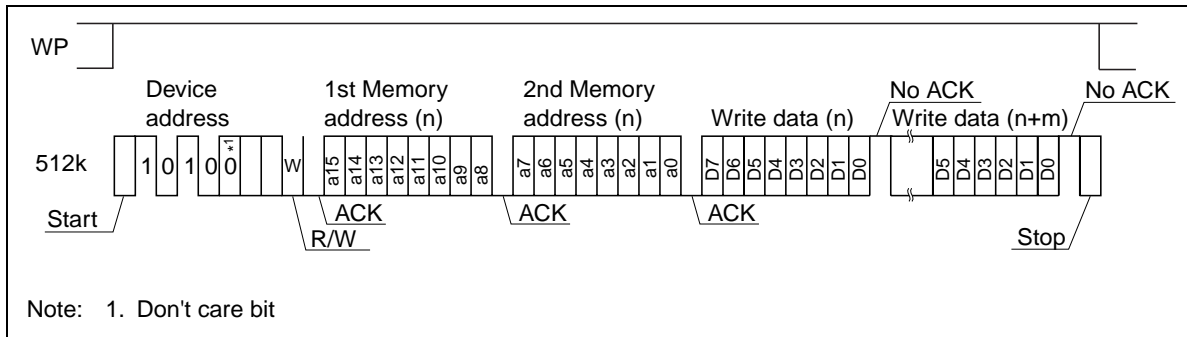 WP
Device address
1st Memory address (n)
2nd Memory address (n)
Write data (n)
No ACK
Write data (n+m)
No ACK
512k
1 0 1 0 0 0 *1
W
a15 a14 a13 a12 a11 a10 a9 a8
a7 a6 a5 a4 a3 a2 a1 a0
D7 D6 D5 D4 D3 D2 D1 D0
D5 D4 D3 D2 D1 D0
Start
R/W
ACK
ACK
ACK
Stop
Note: 1. Don't care bit